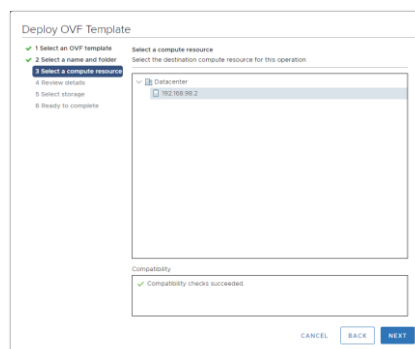 Deploy OVF Template
1 Select an OVF template
2 Select a name and folder
3 Select a compute resource
4 Review details
5 Select storage
6 Ready to complete
Select a compute resource
Select the destination compute resource for this operation
Datacenter
192.168.98.2
Compatibility
Compatibility checks succeeded.
CANCEL BACK NEXT